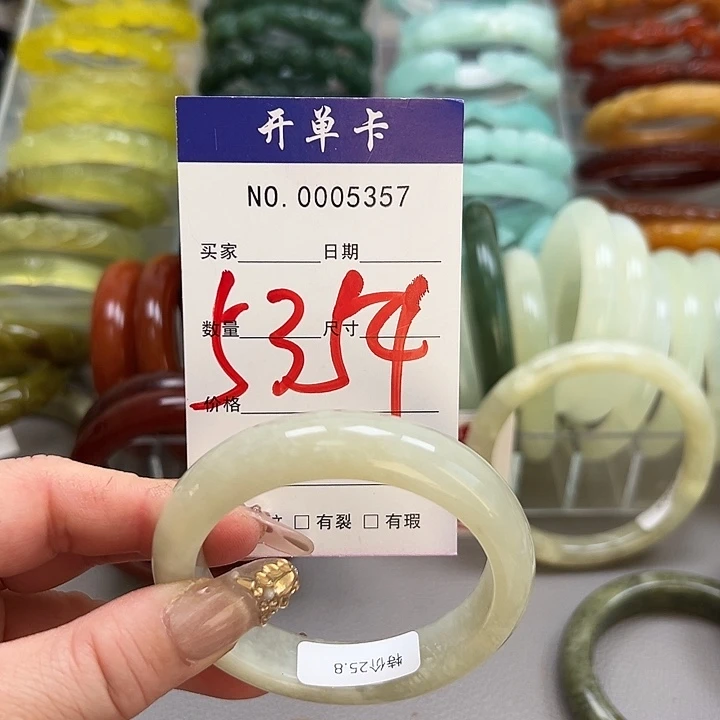 开单卡
NO. 0005357
买家 日期
数量 尺寸
5354
价格
□ 有裂 □ 有瑕
特价25.8